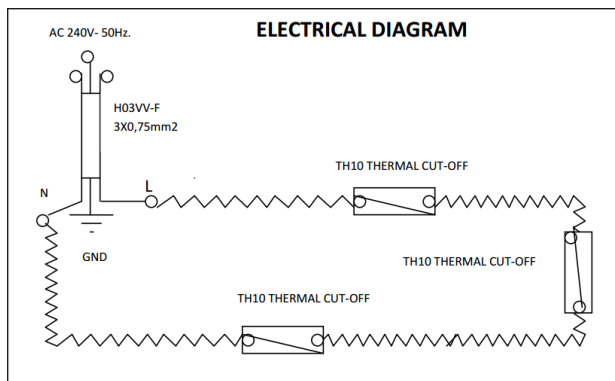 ELECTRICAL DIAGRAM
AC 240V- 50Hz.
H03VV-F
3X0,75mm2
TH10 THERMAL CUT-OFF
L
N
GND
TH10 THERMAL CUT-OFF
TH10 THERMAL CUT-OFF